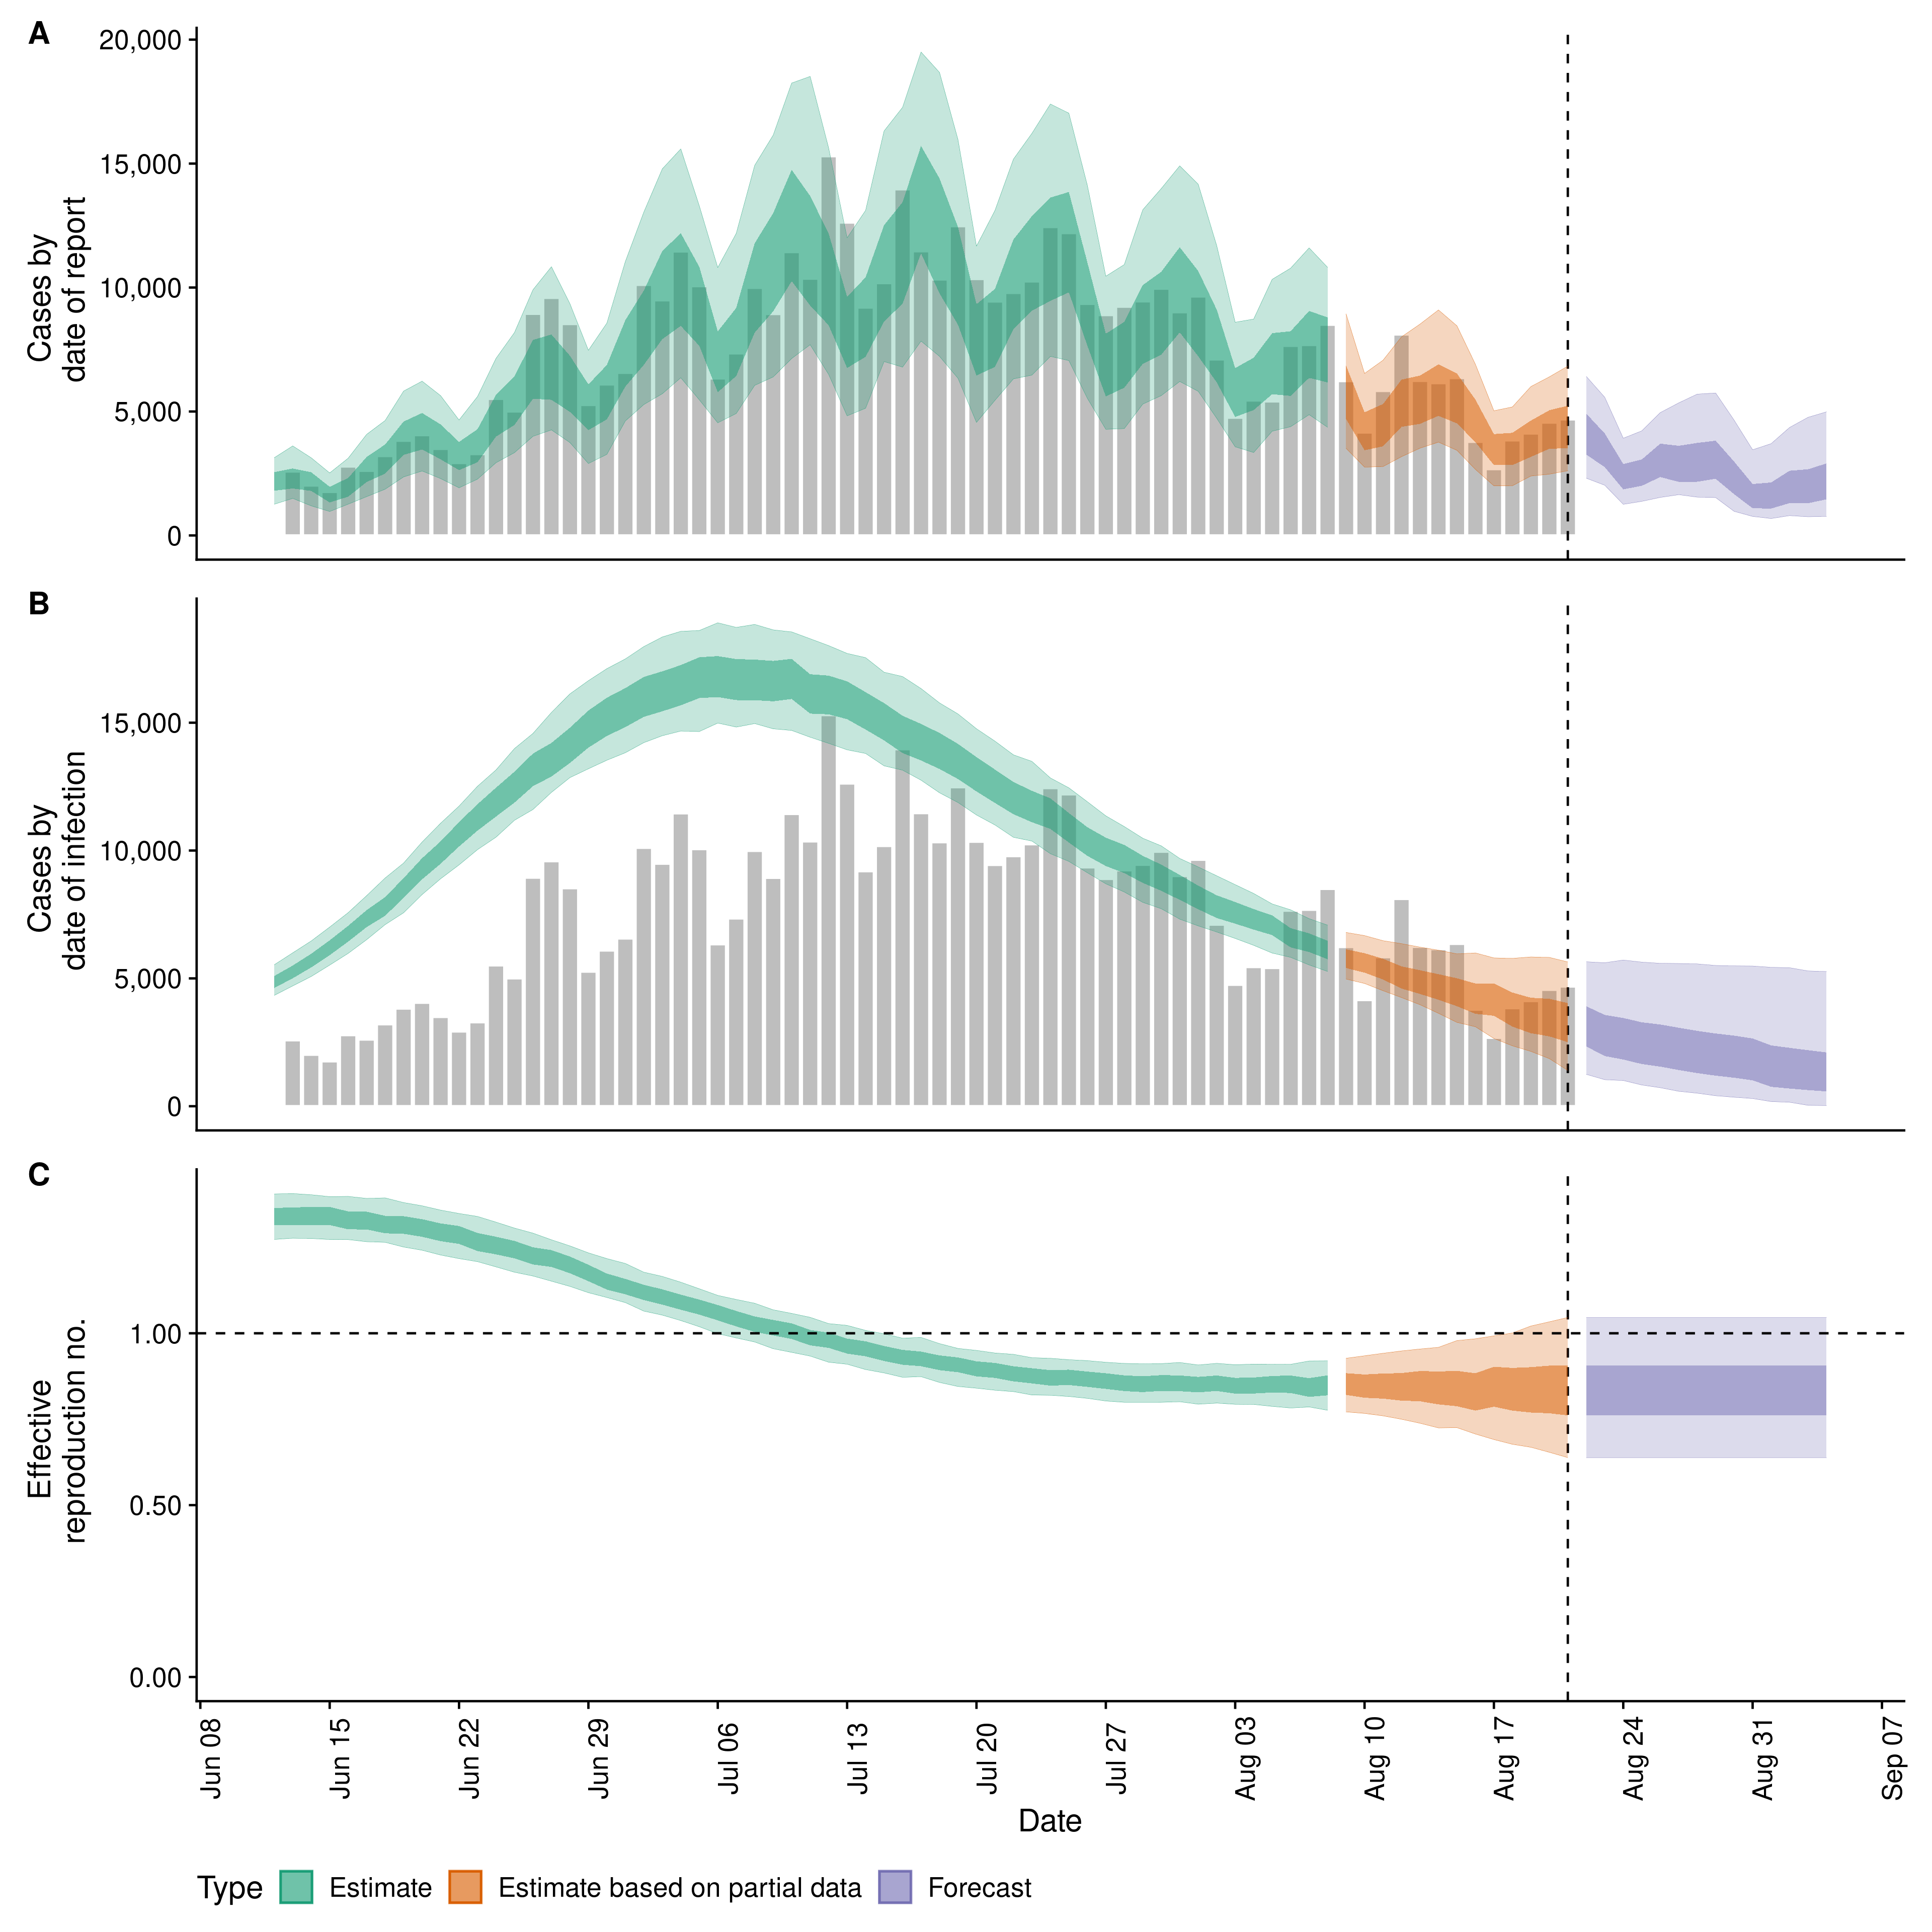 A
20,000
15,000
10,000
5,000
0
Cases by
date of report
B
15,000
10,000
5,000
0
Cases by
date of infection
C
1.00
0.50
0.00
Effective
reproduction no.
Jun 08
Jun 15
Jun 22
Jun 29
Jul 06
Jul 13
Jul 20
Jul 27
Aug 03
Aug 10
Aug 17
Aug 24
Aug 31
Sep 07
Date
Type Estimate Estimate based on partial data Forecast